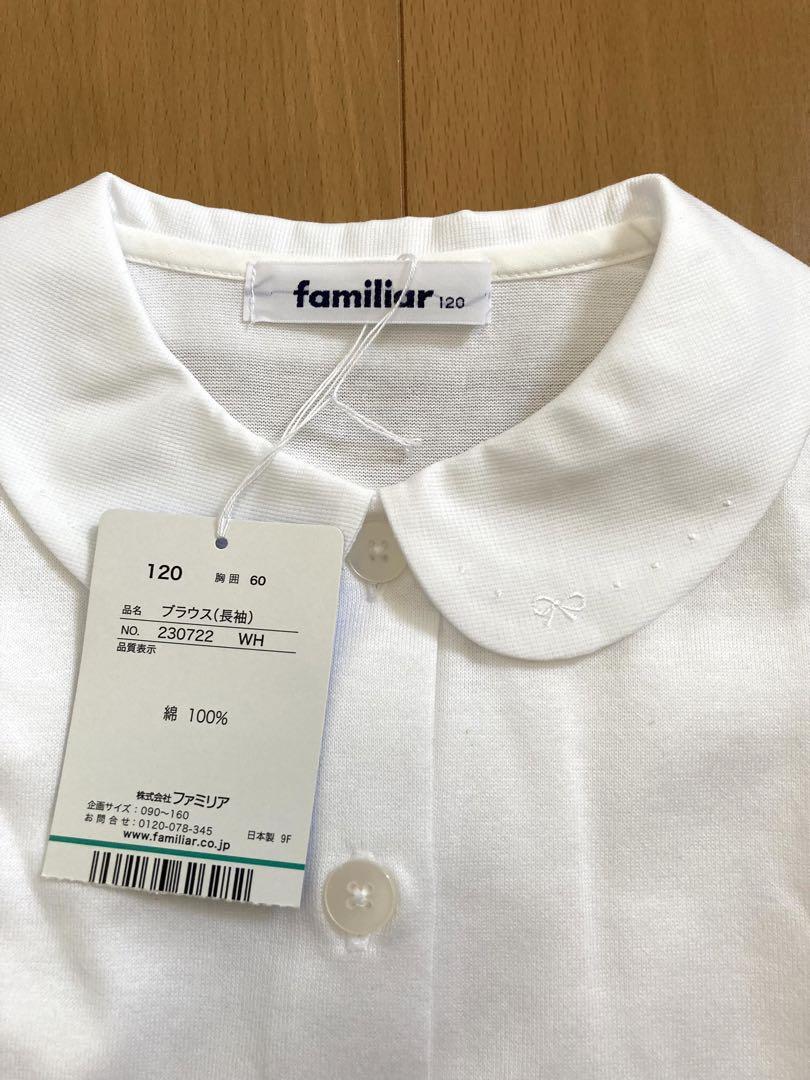 familiar 120
120 胸囲 60
品名 ブラウス(長袖)
NO. 230722 WH
品質表示
綿 100%
株式会社ファミリア
企画サイズ:090〜160
お問合せ:0120-078-345
www.familiar.co.jp
日本製 9F